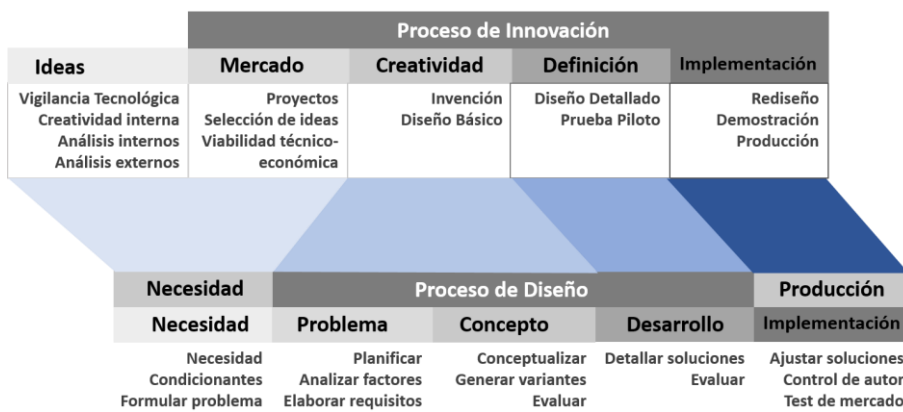 Proceso de Innovación
Ideas
Mercado
Creatividad
Definición
Implementación
Vigilancia Tecnológica
Creatividad interna
Análisis internos
Análisis externos
Proyectos
Selección de ideas
Viabilidad técnico-
económica
Invención
Diseño Básico
Diseño Detallado
Prueba Piloto
Rediseño
Demostración
Producción
Necesidad
Proceso de Diseño
Producción
Necesidad
Problema
Concepto
Desarrollo
Implementación
Necesidad
Condicionantes
Formular problema
Planificar
Analizar factores
Elaborar requisitos
Conceptualizar
Generar variantes
Evaluar
Detallar soluciones
Evaluar
Ajustar soluciones
Control de autor
Test de mercado